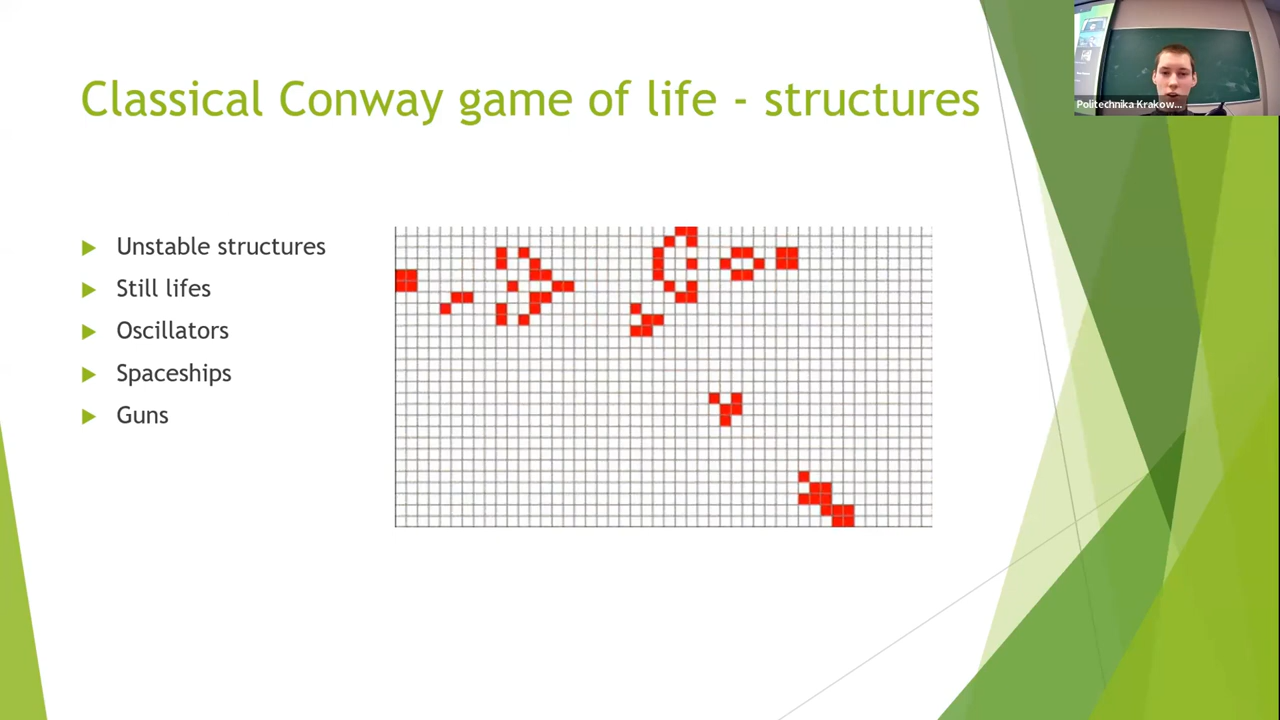 Classical Conway game of life - structures
Politechnika Krakow...
Unstable structures
Still lifes
Oscillators
Spaceships
Guns